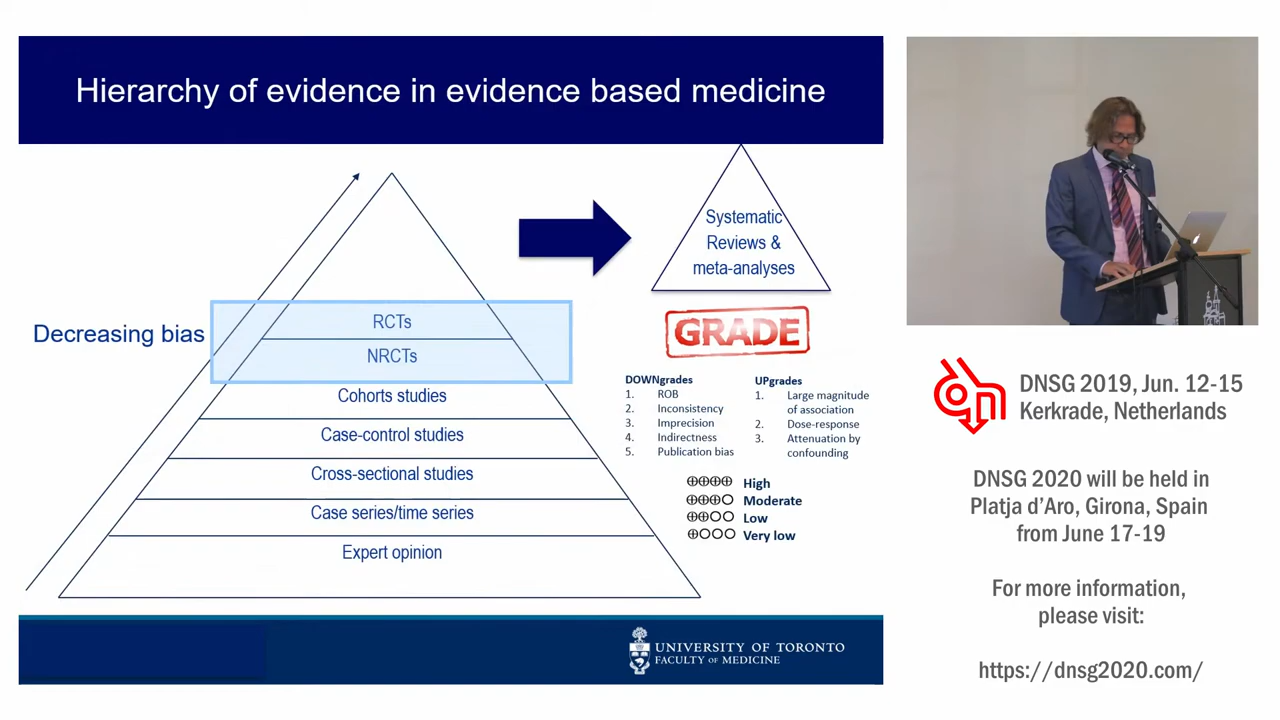 Hierarchy of evidence in evidence based medicine
Decreasing bias
RCTs
NRCTs
Cohorts studies
Case-control studies
Cross-sectional studies
Case series/time series
Expert opinion
Systematic
Reviews &
meta-analyses
GRADE
DOWNgrades
1. ROB
2. Inconsistency
3. Imprecision
4. Indirectness
5. Publication bias
UPgrades
1. Large magnitude
of association
2. Dose-response
3. Attenuation by
confounding
⊕⊕⊕⊕ High
⊕⊕⊕○ Moderate
⊕⊕○○ Low
⊕○○○ Very low
UNIVERSITY OF TORONTO
FACULTY OF MEDICINE
DNSG 2019, Jun. 12-15
Kerkrade, Netherlands
DNSG 2020 will be held in
Platja d’Aro, Girona, Spain
from June 17-19
For more information,
please visit:
https://dnsg2020.com/